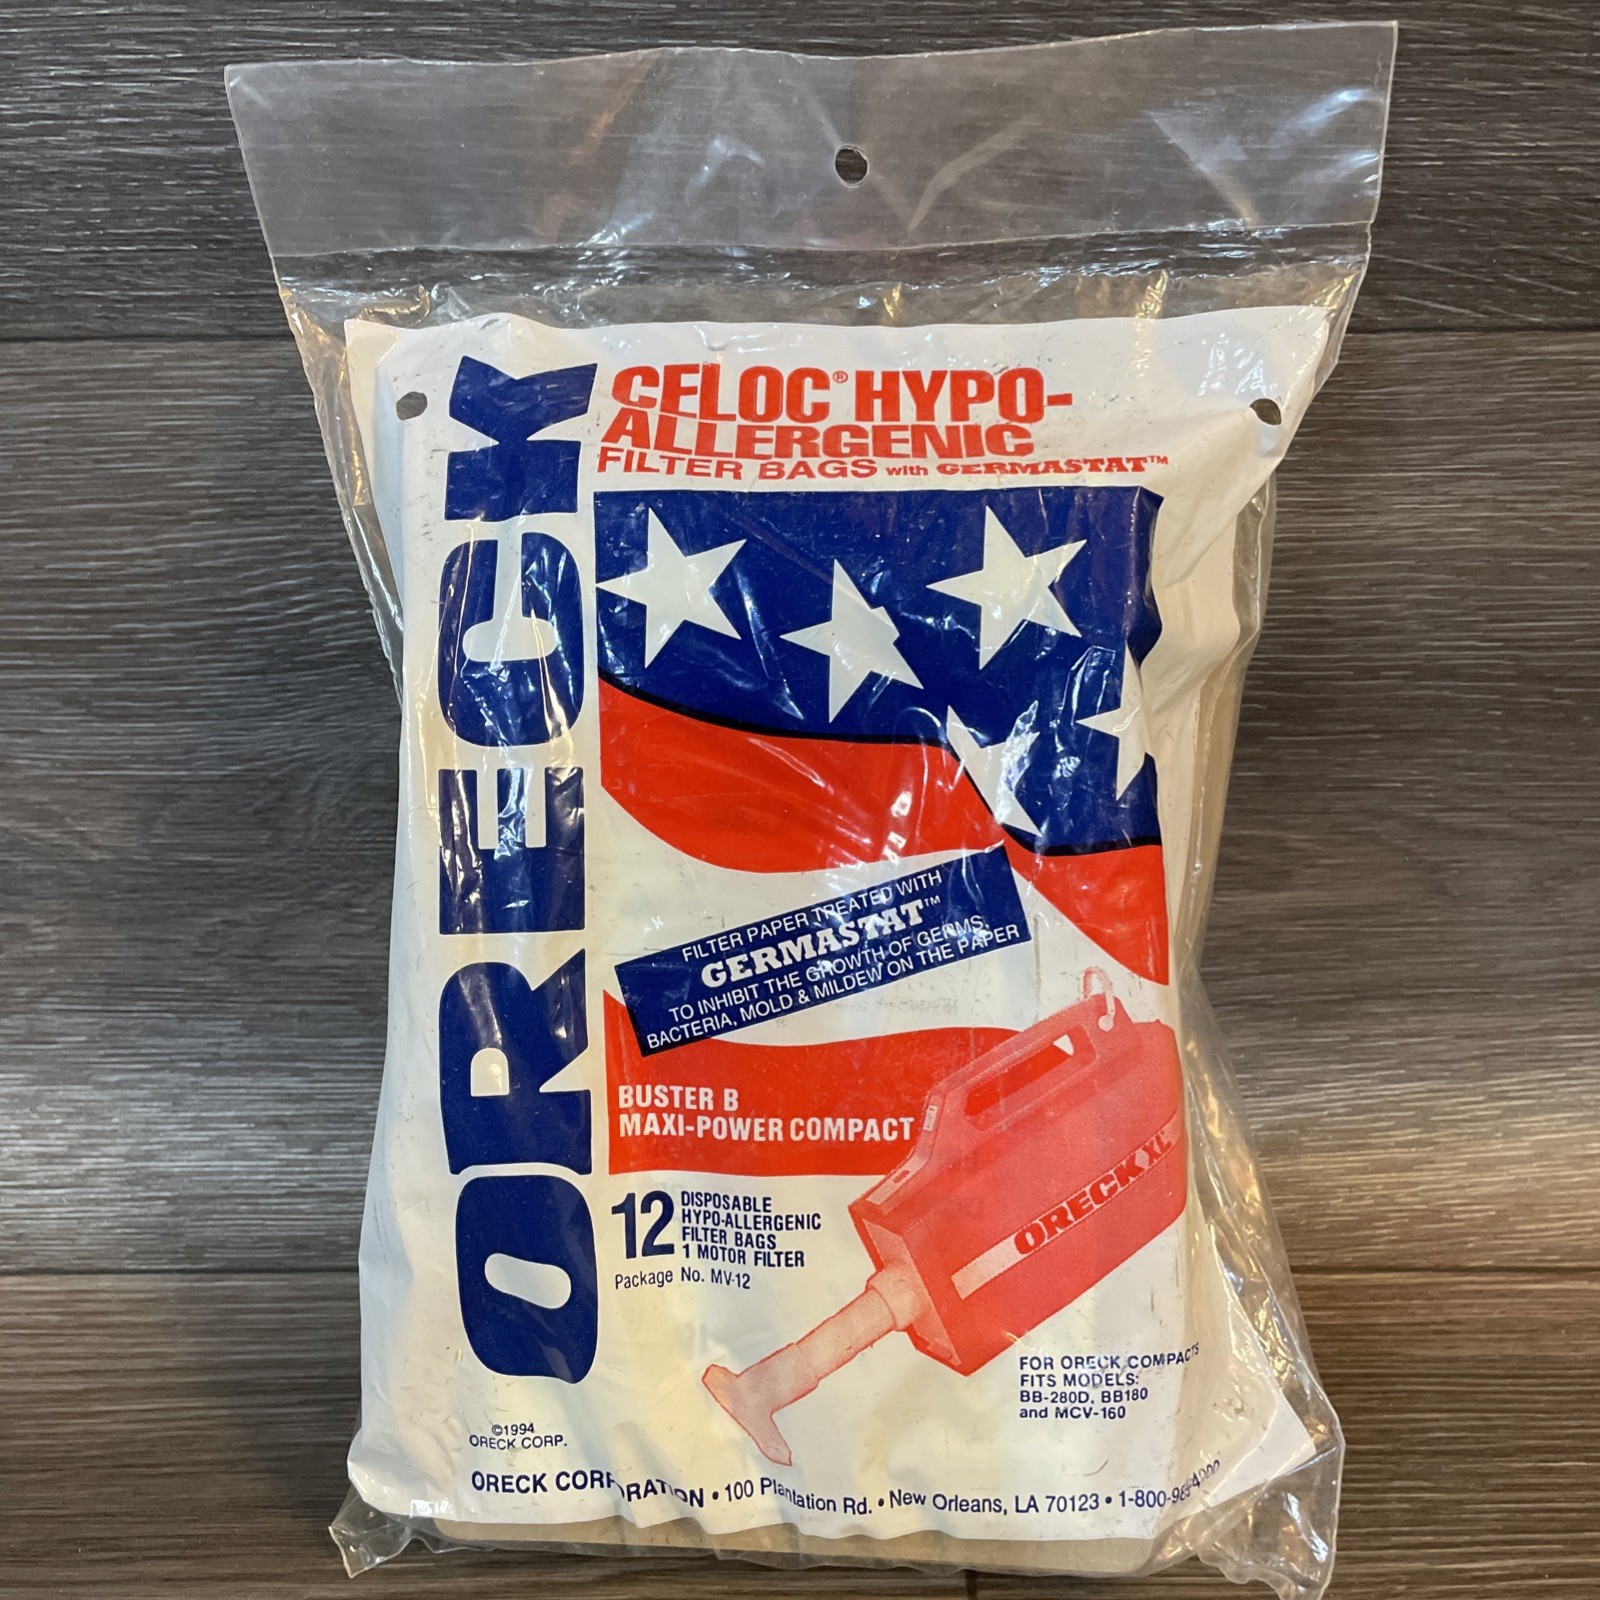 ORECK
CELOC® HYPO-
ALLERGENIC
FILTER BAGS with GERMASTAT™
FILTER PAPER TREATED WITH
GERMASTAT™
TO INHIBIT THE GROWTH OF GERMS,
BACTERIA, MOLD & MILDEW ON THE PAPER
BUSTER B
MAXI-POWER COMPACT
12 DISPOSABLE
HYPO-ALLERGENIC
FILTER BAGS
1 MOTOR FILTER
Package No. MV-12
ORECK XL
FOR ORECK COMPACTS
FITS MODELS:
BB-280D, BB180
and MCV-160
©1994
ORECK CORP.
ORECK CORPORATION • 100 Plantation Rd. • New Orleans, LA 70123 •